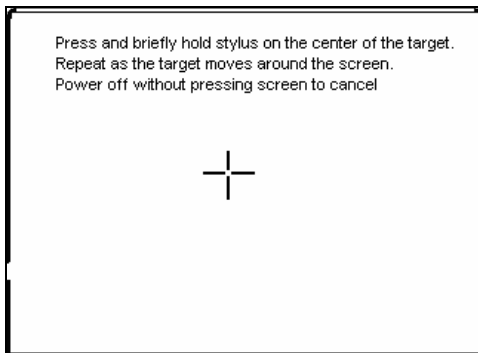 Press and briefly hold stylus on the center of the target.
Repeat as the target moves around the screen.
Power off without pressing screen to cancel